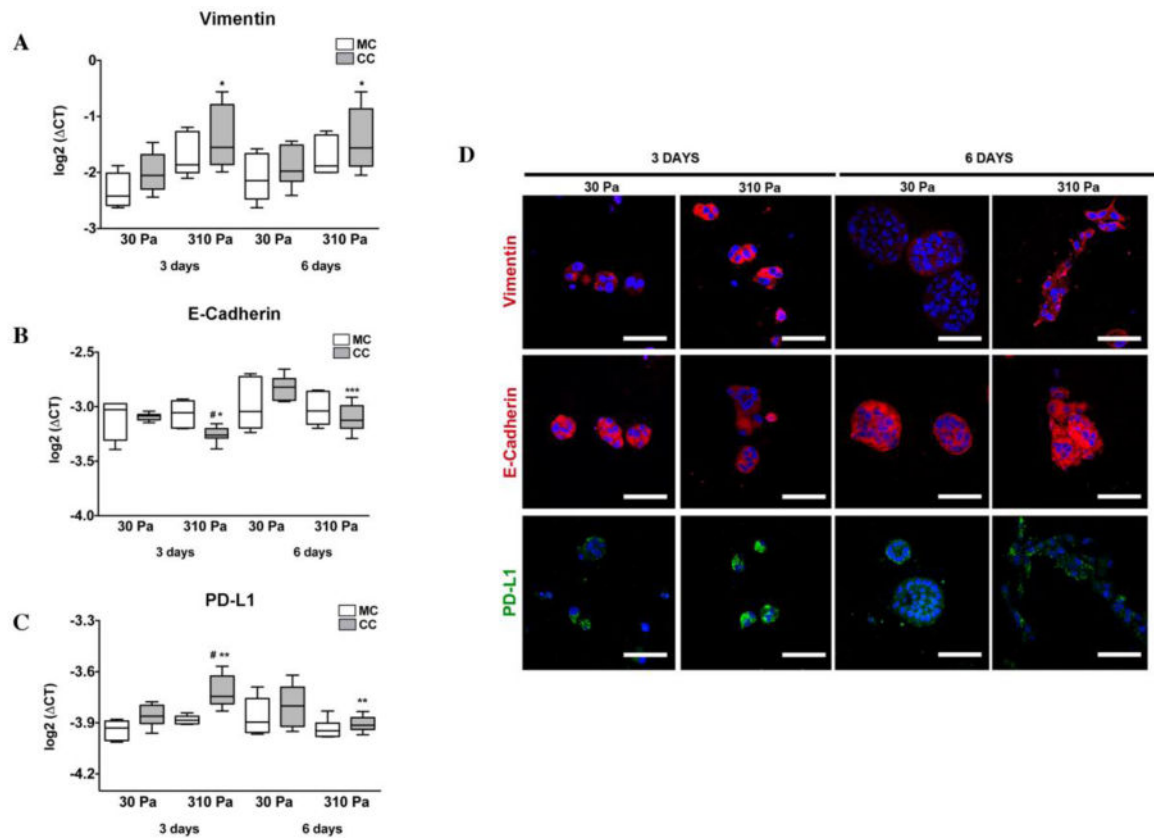 A
Vimentin
MC
CC
log2 (ΔCT)
0
-1
-2
-3
*
*
30 Pa 310 Pa 30 Pa 310 Pa
3 days 6 days
B
E-Cadherin
MC
CC
log2 (ΔCT)
-2.5
-3.0
-3.5
-4.0
# *
***
30 Pa 310 Pa 30 Pa 310 Pa
3 days 6 days
C
PD-L1
MC
CC
log2 (ΔCT)
-3.3
-3.6
-3.9
-4.2
# **
**
30 Pa 310 Pa 30 Pa 310 Pa
3 days 6 days
D
3 DAYS 6 DAYS
30 Pa 310 Pa 30 Pa 310 Pa
Vimentin
E-Cadherin
PD-L1